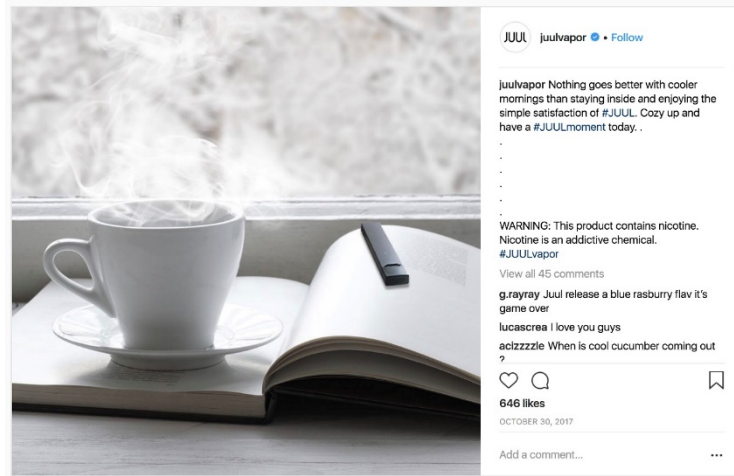 JUUL juulvapor • Follow
juulvapor Nothing goes better with cooler
mornings than staying inside and enjoying the
simple satisfaction of #JUUL. Cozy up and
have a #JUULmoment today. .
.
.
.
.
.
.
WARNING: This product contains nicotine.
Nicotine is an addictive chemical.
#JUULvapor
View all 45 comments
g.rayray Juul release a blue rasburry flav it's
game over
lucascrea I love you guys
acizzzzle When is cool cucumber coming out
?
646 likes
OCTOBER 30, 2017
Add a comment...